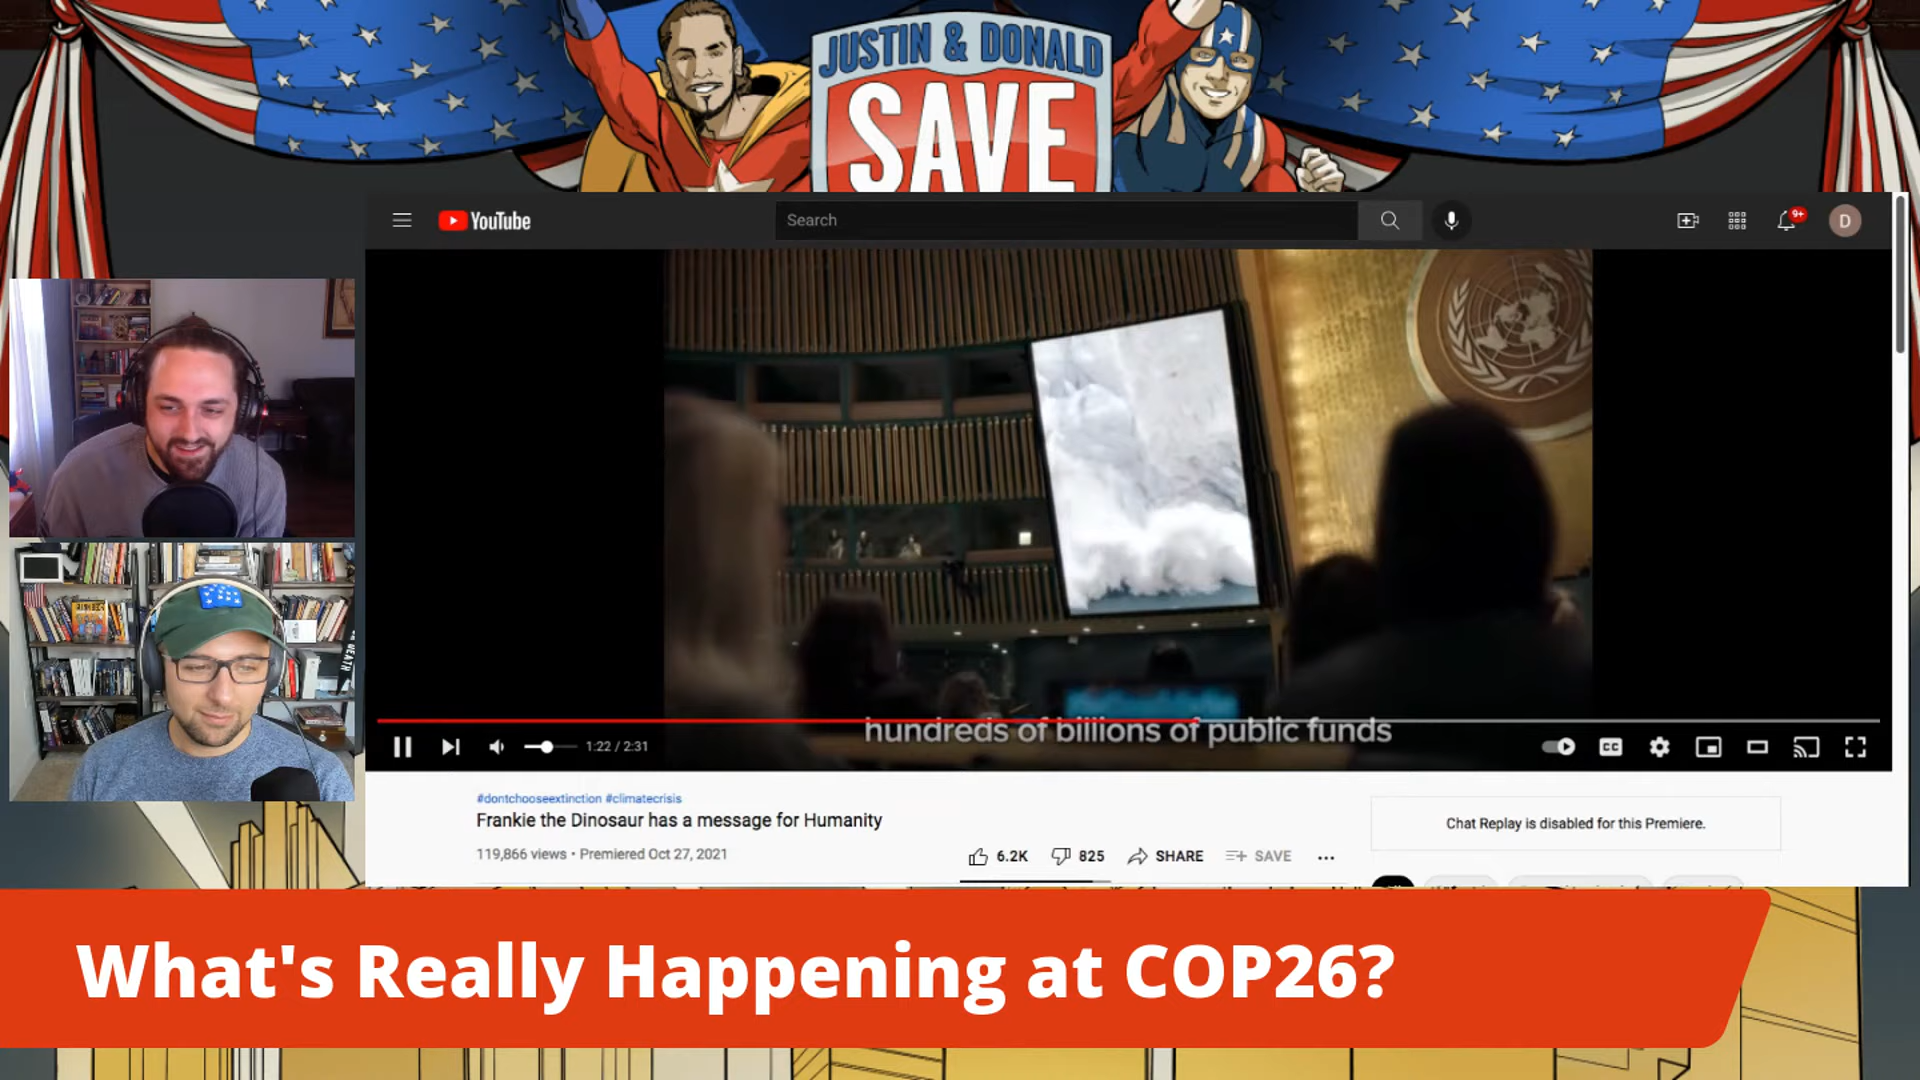 JUSTIN & DONALD
SAVE
YouTube
Search
9+
D
hundreds of billions of public funds
1:22 / 2:31
CC
#dontchooseextinction #climatecrisis
Frankie the Dinosaur has a message for Humanity
119,866 views • Premiered Oct 27, 2021
6.2K
825
SHARE
SAVE
Chat Replay is disabled for this Premiere.
What's Really Happening at COP26?